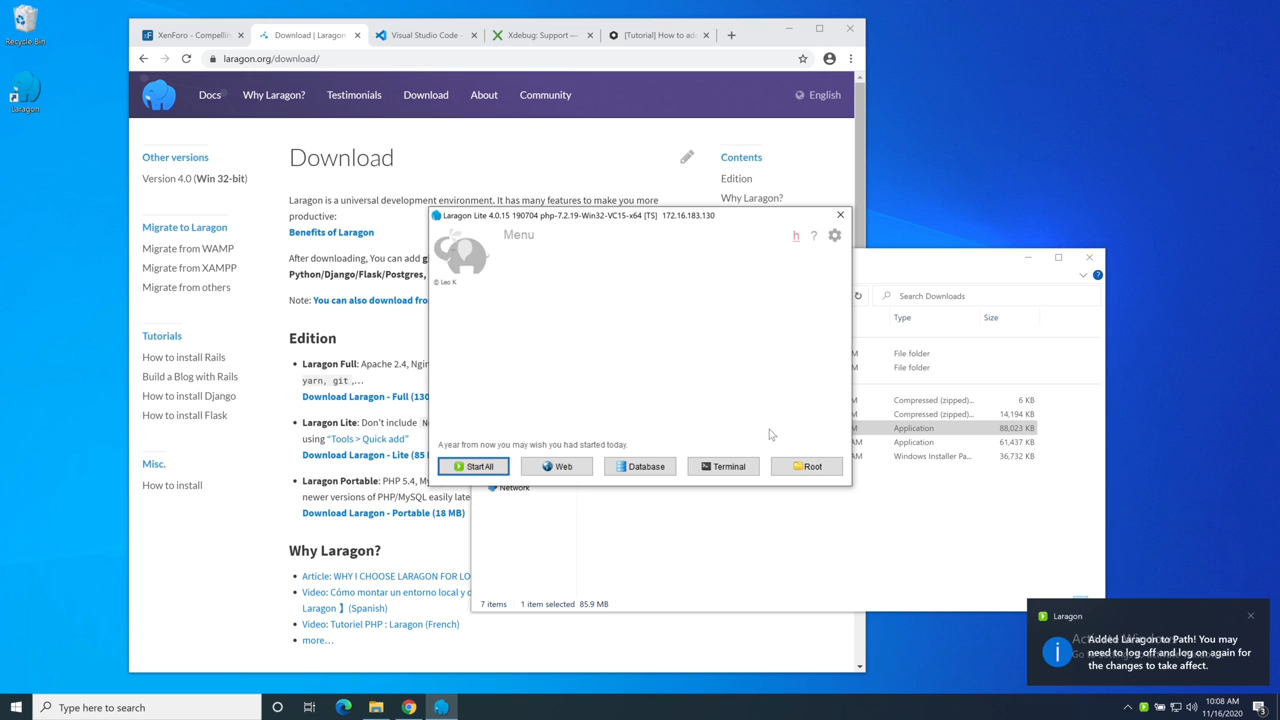 Recycle Bin
Laragon
XenForo - Compellin
Download | Laragon
Visual Studio Code -
Xdebug: Support —
[Tutorial] How to ad
laragon.org/download/
Docs
Why Laragon?
Testimonials
Download
About
Community
English
Other versions
Version 4.0 (Win 32-bit)
Migrate to Laragon
Migrate from WAMP
Migrate from XAMPP
Migrate from others
Tutorials
How to install Rails
Build a Blog with Rails
How to install Django
How to install Flask
Misc.
How to install
Download
Laragon is a universal development environment. It has many features to make you more
productive:
Benefits of Laragon
After downloading, You can add g
Python/Django/Flask/Postgres,
Note: You can also download fro
Edition
• Laragon Full: Apache 2.4, Ngin
yarn, git ,…
Download Laragon - Full (130
• Laragon Lite: Don't include N
using "Tools > Quick add"
Download Laragon - Lite (85
• Laragon Portable: PHP 5.4, My
newer versions of PHP/MySQL easily late
Download Laragon - Portable (18 MB)
Why Laragon?
• Article: WHY I CHOOSE LARAGON FOR LO
• Video: Cómo montar un entorno local y d
Laragon 】(Spanish)
• Video: Tutoriel PHP : Laragon (French)
• more…
Contents
Edition
Why Laragon?
Laragon Lite 4.0.15 190704 php-7.2.19-Win32-VC15-x64 [TS] 172.16.183.130
Menu
h
?
© Leo K
A year from now you may wish you had started today.
Start All
Web
Database
Terminal
Root
Search Downloads
Type
Size
M
File folder
M
File folder
M
Compressed (zipped)...
6 KB
M
Compressed (zipped)...
14,194 KB
M
Application
88,023 KB
AM
Application
61,437 KB
AM
Windows Installer Pa...
36,732 KB
Network
7 items
1 item selected 85.9 MB
Laragon
Added Laragon to Path! You may
need to log off and log on again for
the changes to take affect.
Type here to search
10:08 AM
11/16/2020
3